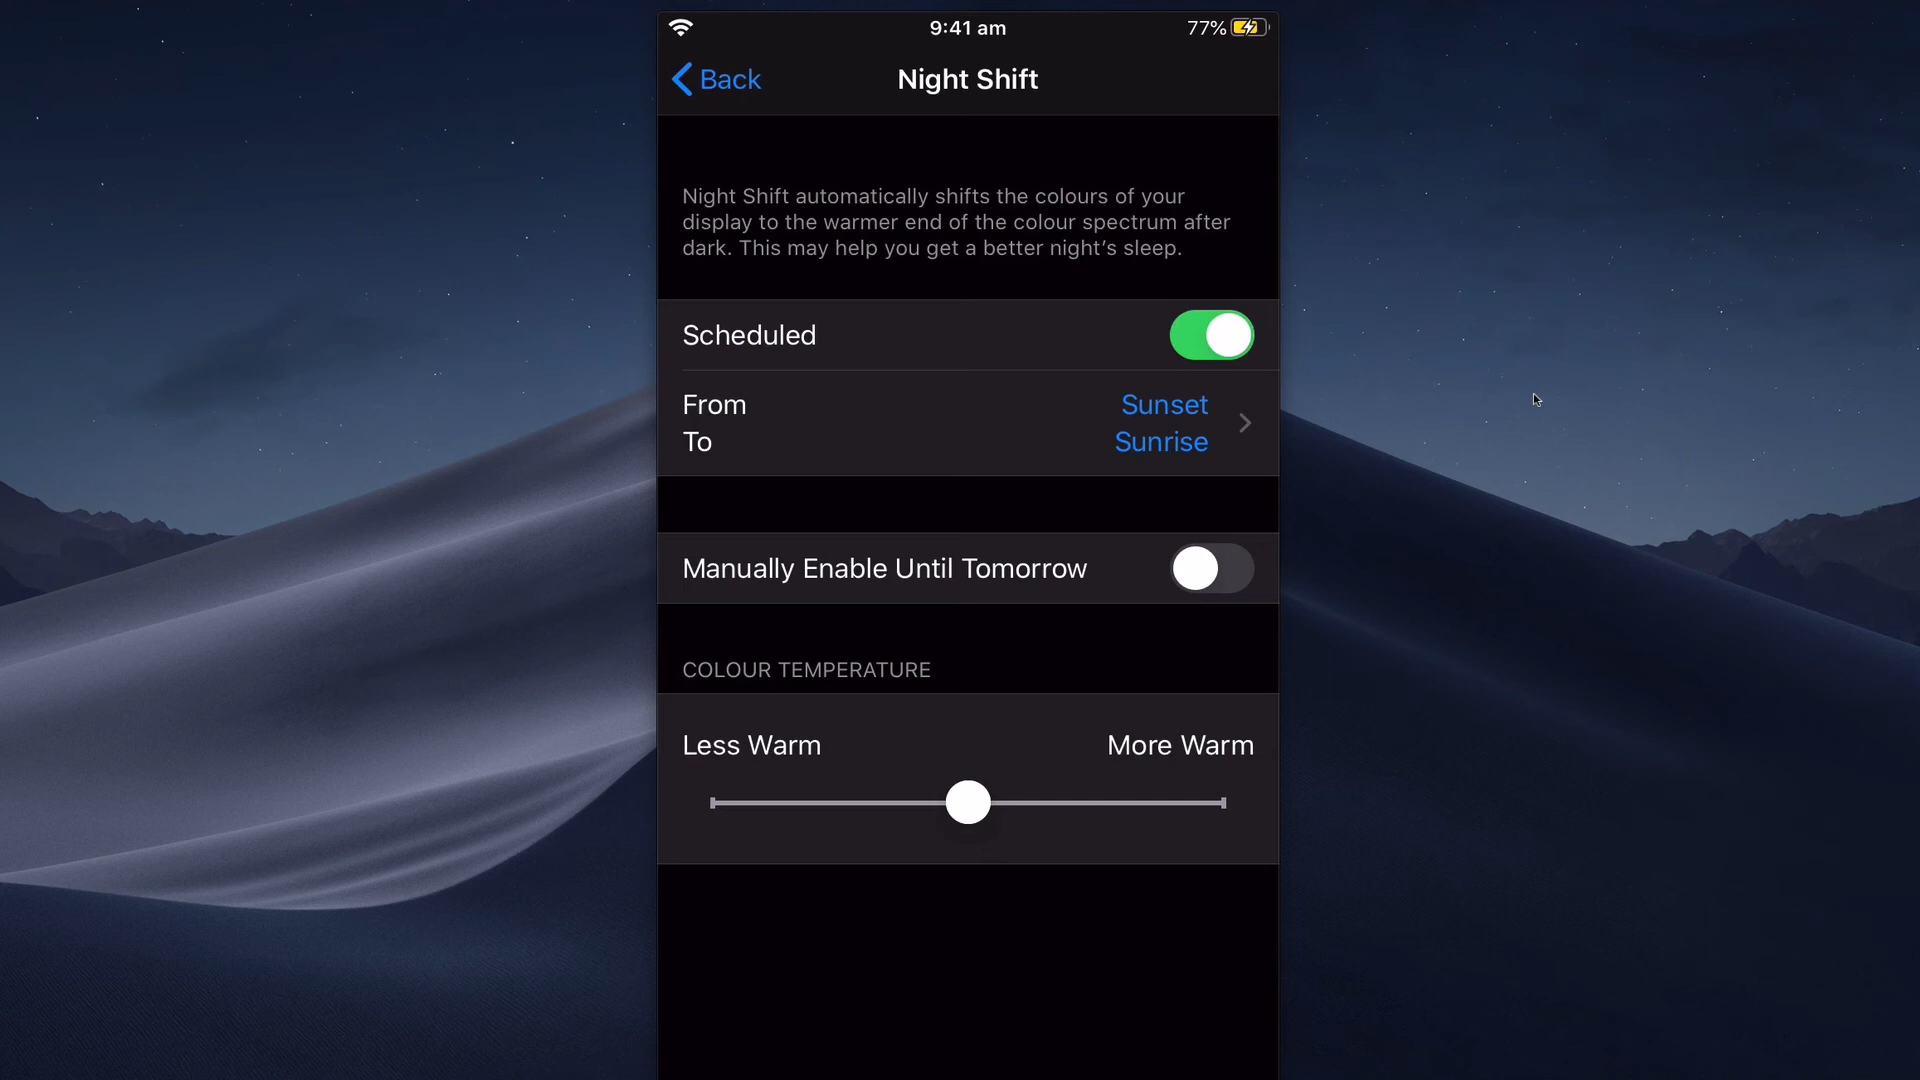 9:41 am
77%
Back
Night Shift
Night Shift automatically shifts the colours of your
display to the warmer end of the colour spectrum after
dark. This may help you get a better night’s sleep.
Scheduled
From
Sunset
To
Sunrise
Manually Enable Until Tomorrow
COLOUR TEMPERATURE
Less Warm
More Warm